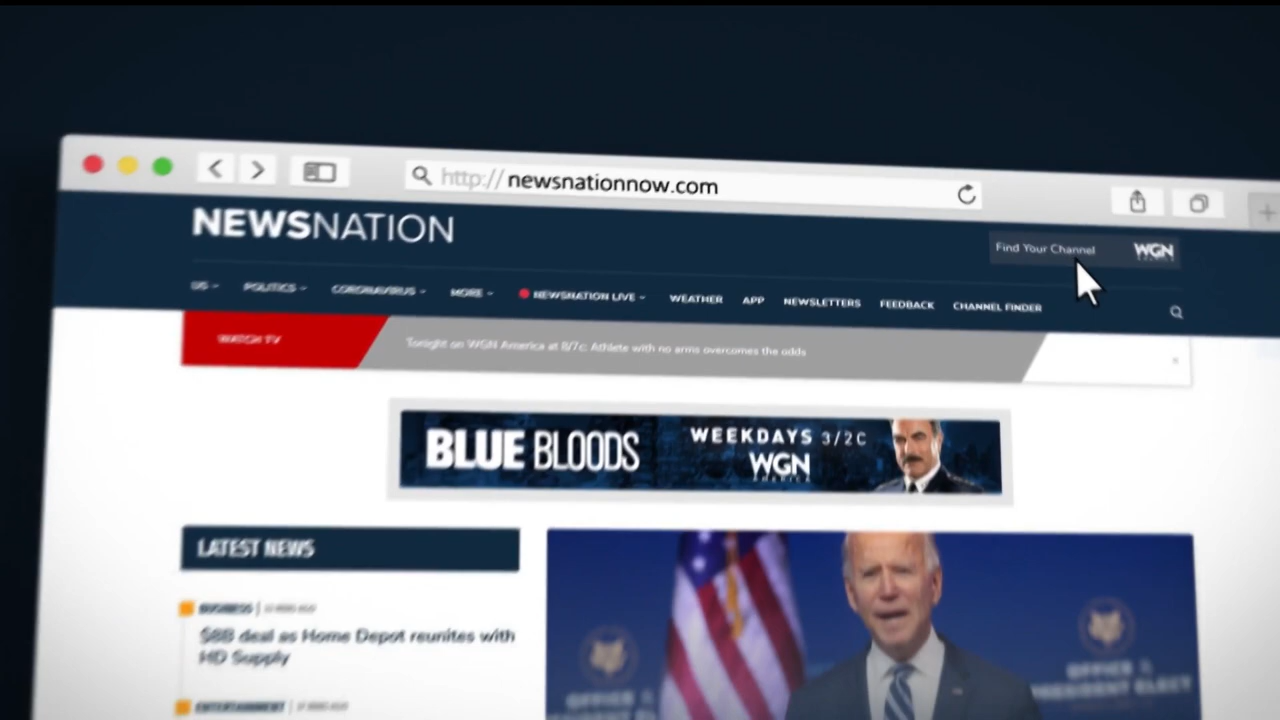 http:// newsnationnow.com
NEWSNATION
Find Your Channel WGN
US POLITICS CORONAVIRUS MORE NEWSNATION LIVE WEATHER APP NEWSLETTERS FEEDBACK CHANNEL FINDER
WATCH TV
Tonight on WGN America at 8/7c: Athlete with no arms overcomes the odds
BLUE BLOODS
WEEKDAYS 3/2C
WGN
AMERICA
LATEST NEWS
BUSINESS |
$8B deal as Home Depot reunites with
HD Supply
ENTERTAINMENT |
OFFICE
PRESIDENT ELECT
OFFICE
PRESIDENT ELECT